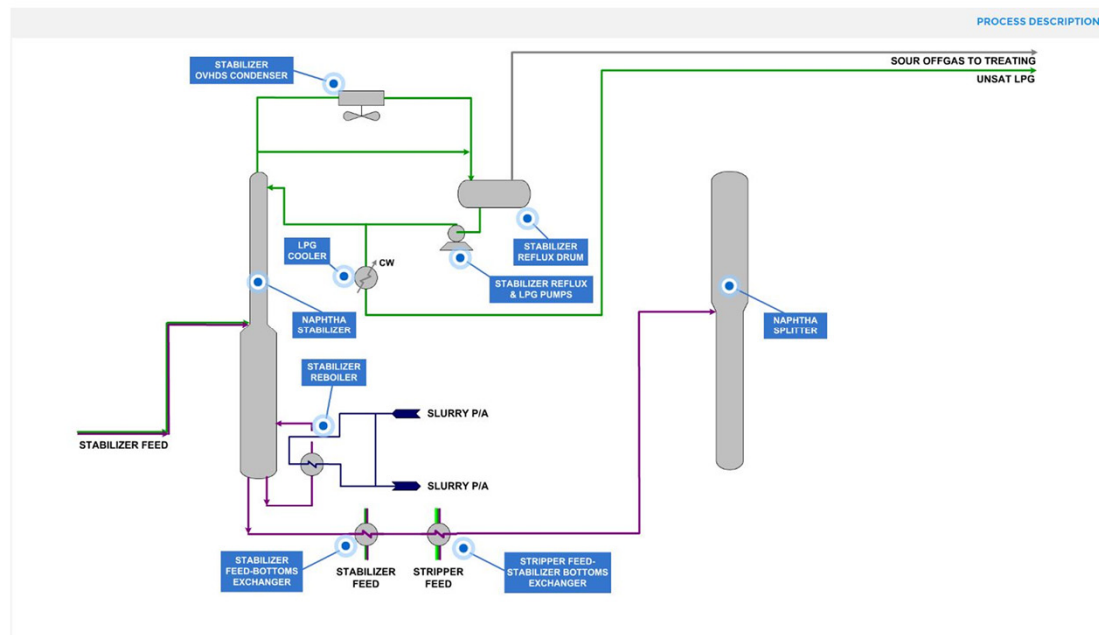 PROCESS DESCRIPTION
STABILIZER
OVHDS CONDENSER
SOUR OFFGAS TO TREATING
UNSAT LPG
LPG
COOLER
CW
STABILIZER
REFLUX DRUM
STABILIZER REFLUX
& LPG PUMPS
NAPHTHA
STABILIZER
NAPHTHA
SPLITTER
STABILIZER
REBOILER
SLURRY P/A
STABILIZER FEED
SLURRY P/A
STABILIZER
FEED-BOTTOMS
EXCHANGER
STABILIZER
FEED
STRIPPER
FEED
STRIPPER FEED-
STABILIZER BOTTOMS
EXCHANGER